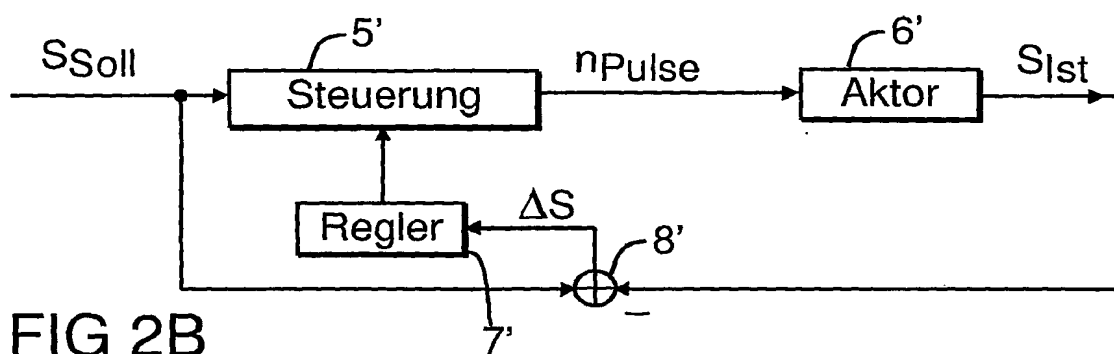 5'
6'
SSoll
nPulse
SIst
Steuerung
Aktor
Regler
ΔS
8'
–
7'
FIG 2B